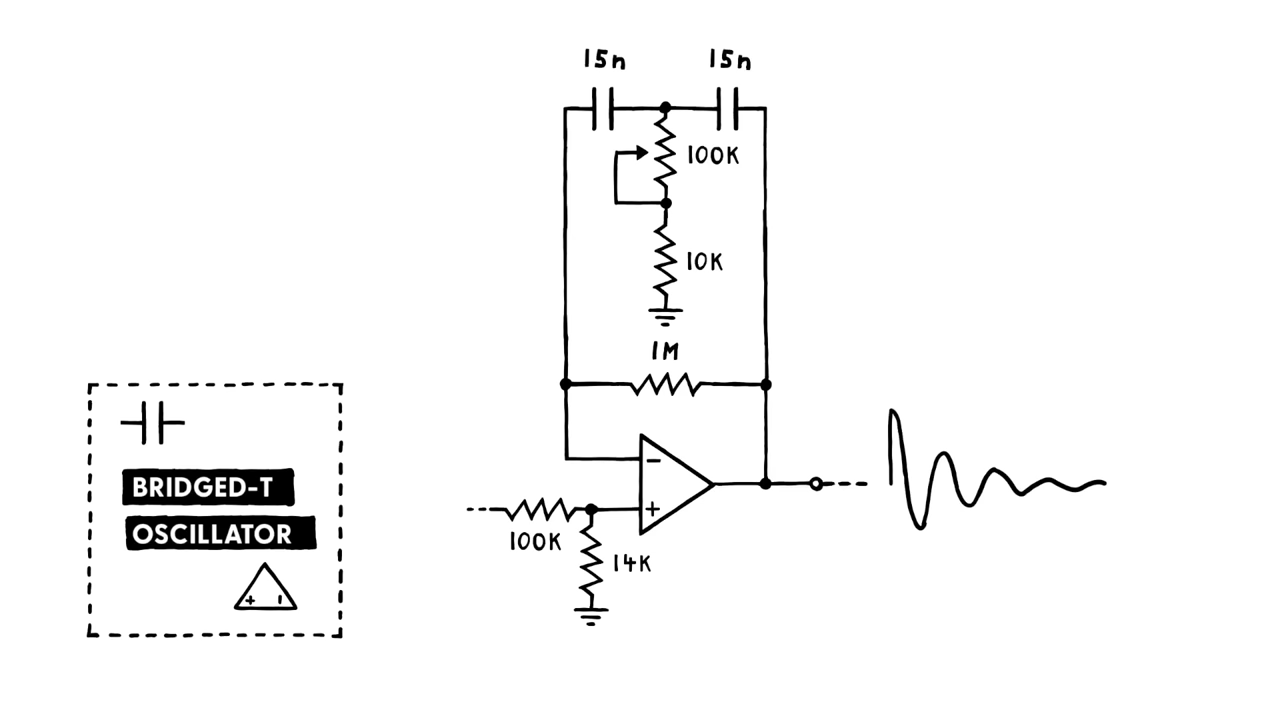 15n 15n
100K
10K
1M
BRIDGED-T
OSCILLATOR
+ -
-
+
100K
14K